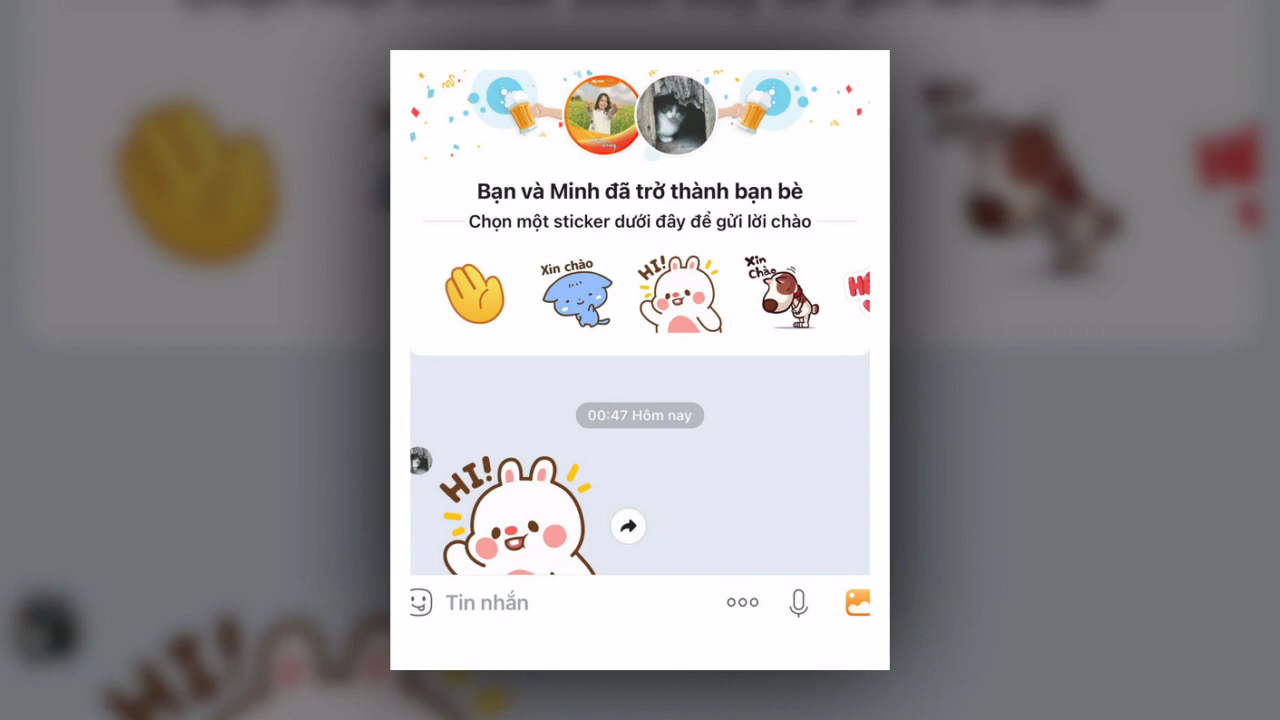 Bạn và Minh đã trở thành bạn bè
Chọn một sticker dưới đây để gửi lời chào
Xin chào
HI!
Xin
Chào
00:47 Hôm nay
HI!
Tin nhắn